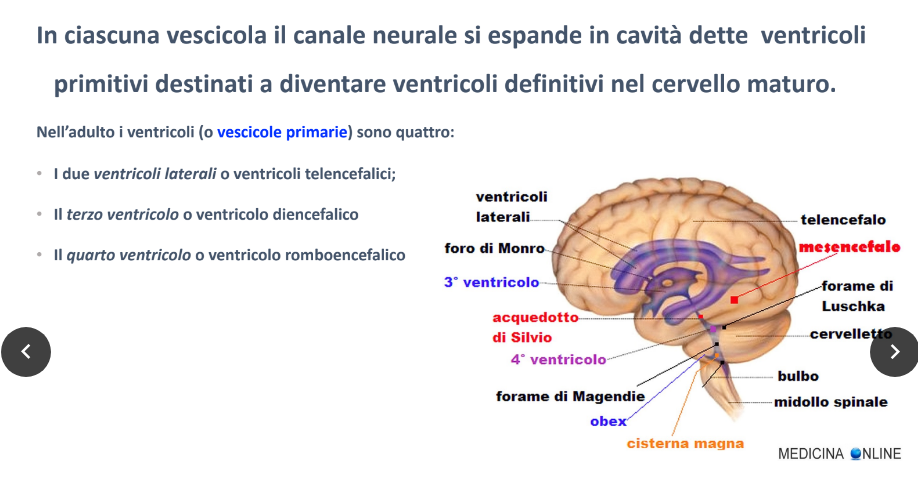 In ciascuna vescicola il canale neurale si espande in cavità dette ventricoli
primitivi destinati a diventare ventricoli definitivi nel cervello maturo.
Nell’adulto i ventricoli (o vescicole primarie) sono quattro:
• I due ventricoli laterali o ventricoli telencefalici;
• Il terzo ventricolo o ventricolo diencefalico
• Il quarto ventricolo o ventricolo romboencefalico
ventricoli
laterali
foro di Monro
3° ventricolo
acquedotto
di Silvio
4° ventricolo
forame di Magendie
obex
cisterna magna
telencefalo
mesencefalo
forame di
Luschka
cervelletto
bulbo
midollo spinale
MEDICINA ONLINE